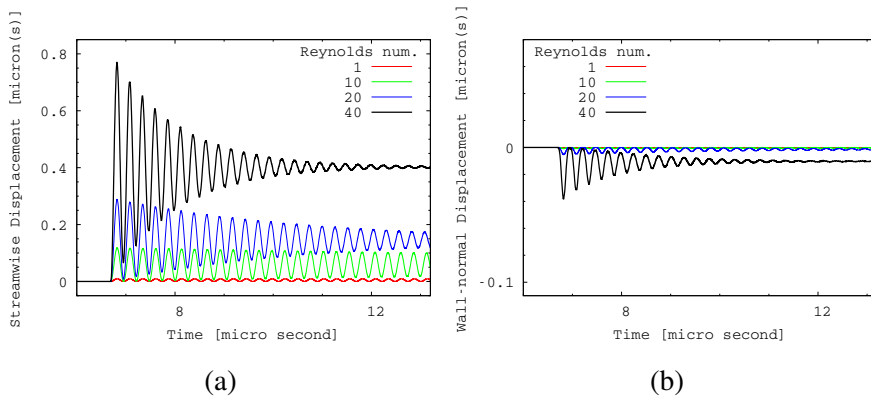 Streamwise Displacement [micron(s)]
0.8
0.6
0.4
0.2
0
8
12
Time [micro second]
Reynolds num.
1
10
20
40
(a)
Wall-normal Displacement [micron(s)]
0
-0.1
8
12
Time [micro second]
Reynolds num.
1
10
20
40
(b)